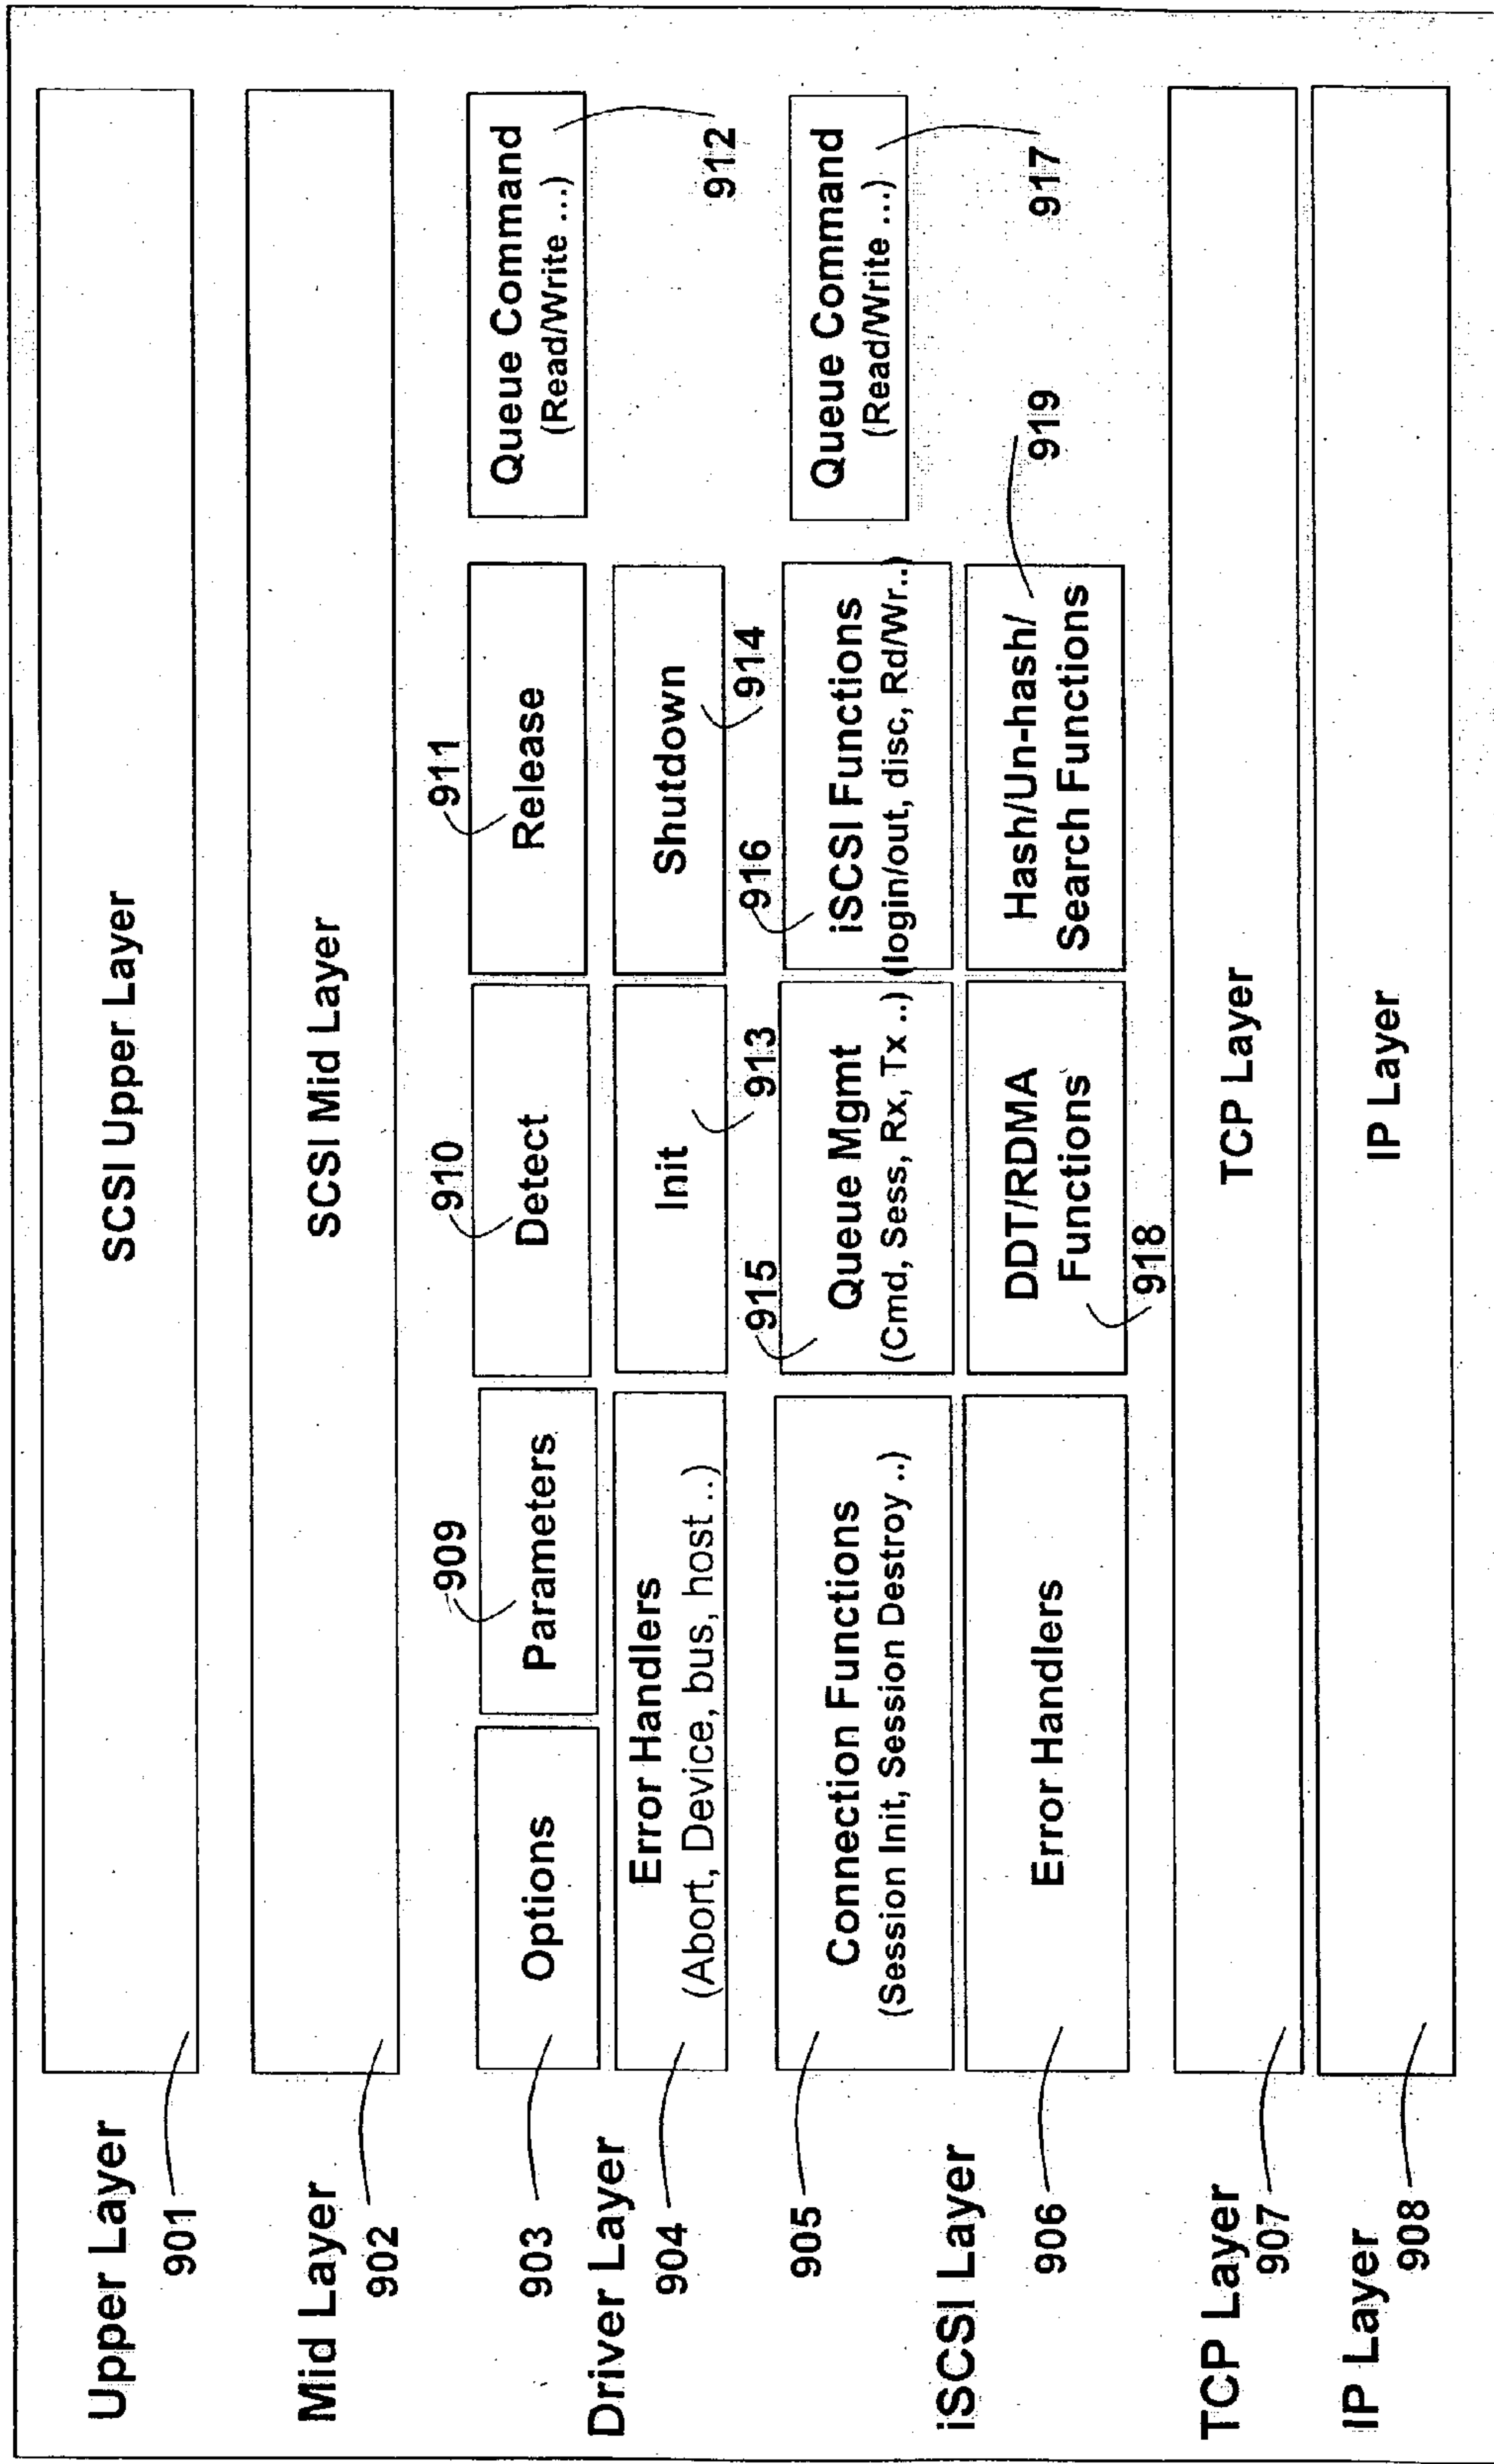 Upper Layer
901
SCSI Upper Layer
Mid Layer
902
SCSI Mid Layer
Driver Layer
903
Options
909
Parameters
910
Detect
911
Release
Queue Command
(Read/Write ...)
912
904
Error Handlers
(Abort, Device, bus, host ..)
Init
913
Shutdown
914
iSCSI Layer
905
Connection Functions
(Session Init, Session Destroy ..)
915
Queue Mgmt
(Cmd, Sess, Rx, Tx ..)
916
iSCSI Functions
(login/out, disc, Rd/Wr..)
Queue Command
(Read/Write ...)
917
906
Error Handlers
DDT/RDMA
Functions
918
Hash/Un-hash/
Search Functions
919
TCP Layer
907
TCP Layer
IP Layer
908
IP Layer